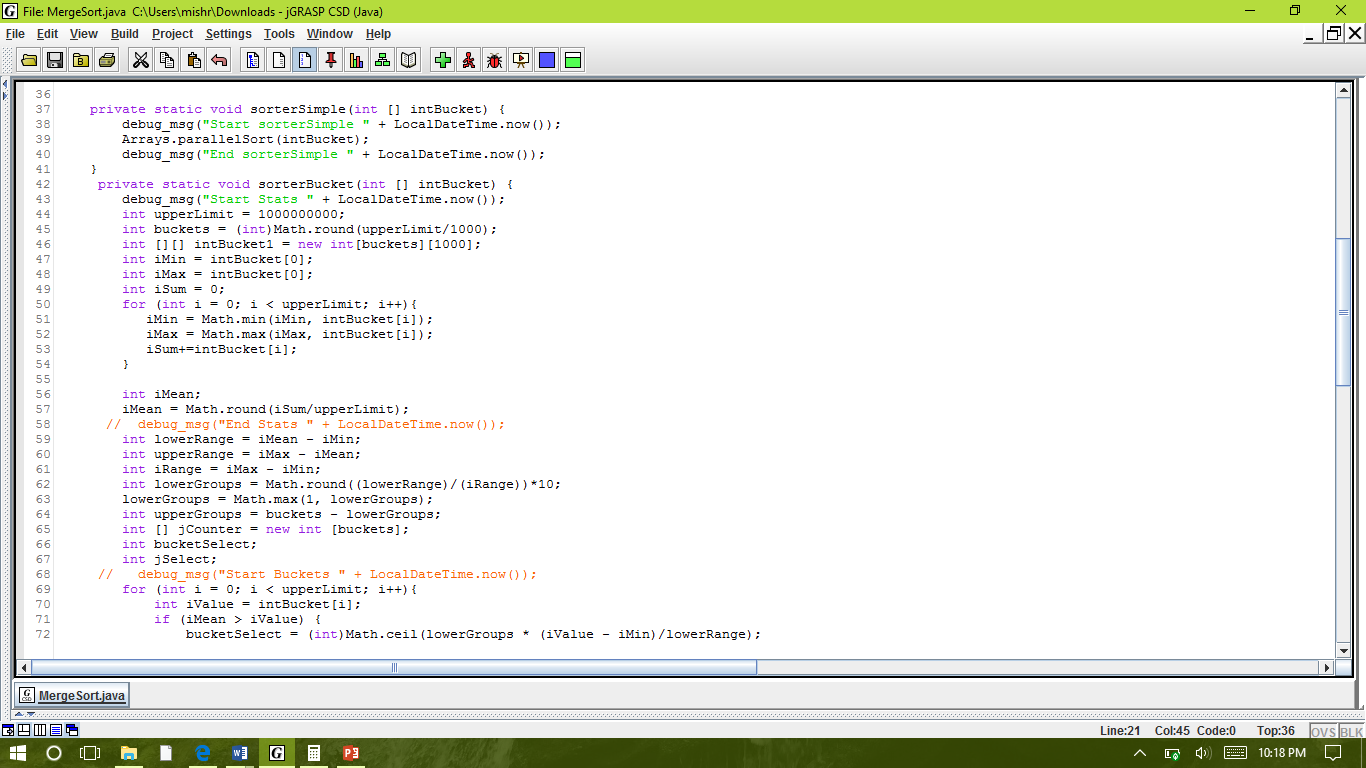 File: MergeSort.java C:\Users\mishr\Downloads - jGRASP CSD (Java)
File Edit View Build Project Settings Tools Window Help
36
37 private static void sorterSimple(int [] intBucket) {
38 debug_msg("Start sorterSimple " + LocalDateTime.now());
39 Arrays.parallelSort(intBucket);
40 debug_msg("End sorterSimple " + LocalDateTime.now());
41 }
42 private static void sorterBucket(int [] intBucket) {
43 debug_msg("Start Stats " + LocalDateTime.now());
44 int upperLimit = 1000000000;
45 int buckets = (int)Math.round(upperLimit/1000);
46 int [][] intBucket1 = new int[buckets][1000];
47 int iMin = intBucket[0];
48 int iMax = intBucket[0];
49 int iSum = 0;
50 for (int i = 0; i < upperLimit; i++){
51 iMin = Math.min(iMin, intBucket[i]);
52 iMax = Math.max(iMax, intBucket[i]);
53 iSum+=intBucket[i];
54 }
55
56 int iMean;
57 iMean = Math.round(iSum/upperLimit);
58 // debug_msg("End Stats " + LocalDateTime.now());
59 int lowerRange = iMean - iMin;
60 int upperRange = iMax - iMean;
61 int iRange = iMax - iMin;
62 int lowerGroups = Math.round((lowerRange)/(iRange))*10;
63 lowerGroups = Math.max(1, lowerGroups);
64 int upperGroups = buckets - lowerGroups;
65 int [] jCounter = new int [buckets];
66 int bucketSelect;
67 int jSelect;
68 // debug_msg("Start Buckets " + LocalDateTime.now());
69 for (int i = 0; i < upperLimit; i++){
70 int iValue = intBucket[i];
71 if (iMean > iValue) {
72 bucketSelect = (int)Math.ceil(lowerGroups * (iValue - iMin)/lowerRange);
MergeSort.java
Line:21 Col:45 Code:0 Top:36 OVS BLK
10:18 PM